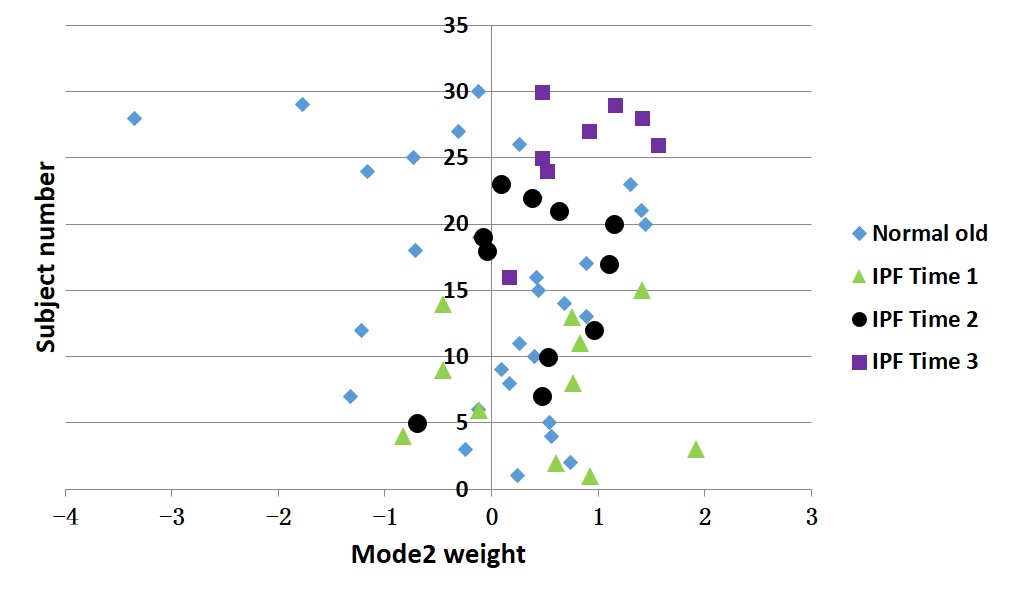 35
30
25
20
15
10
5
0
−4 −3 −2 −1 0 1 2 3
Subject number
Mode2 weight
Normal old
IPF Time 1
IPF Time 2
IPF Time 3